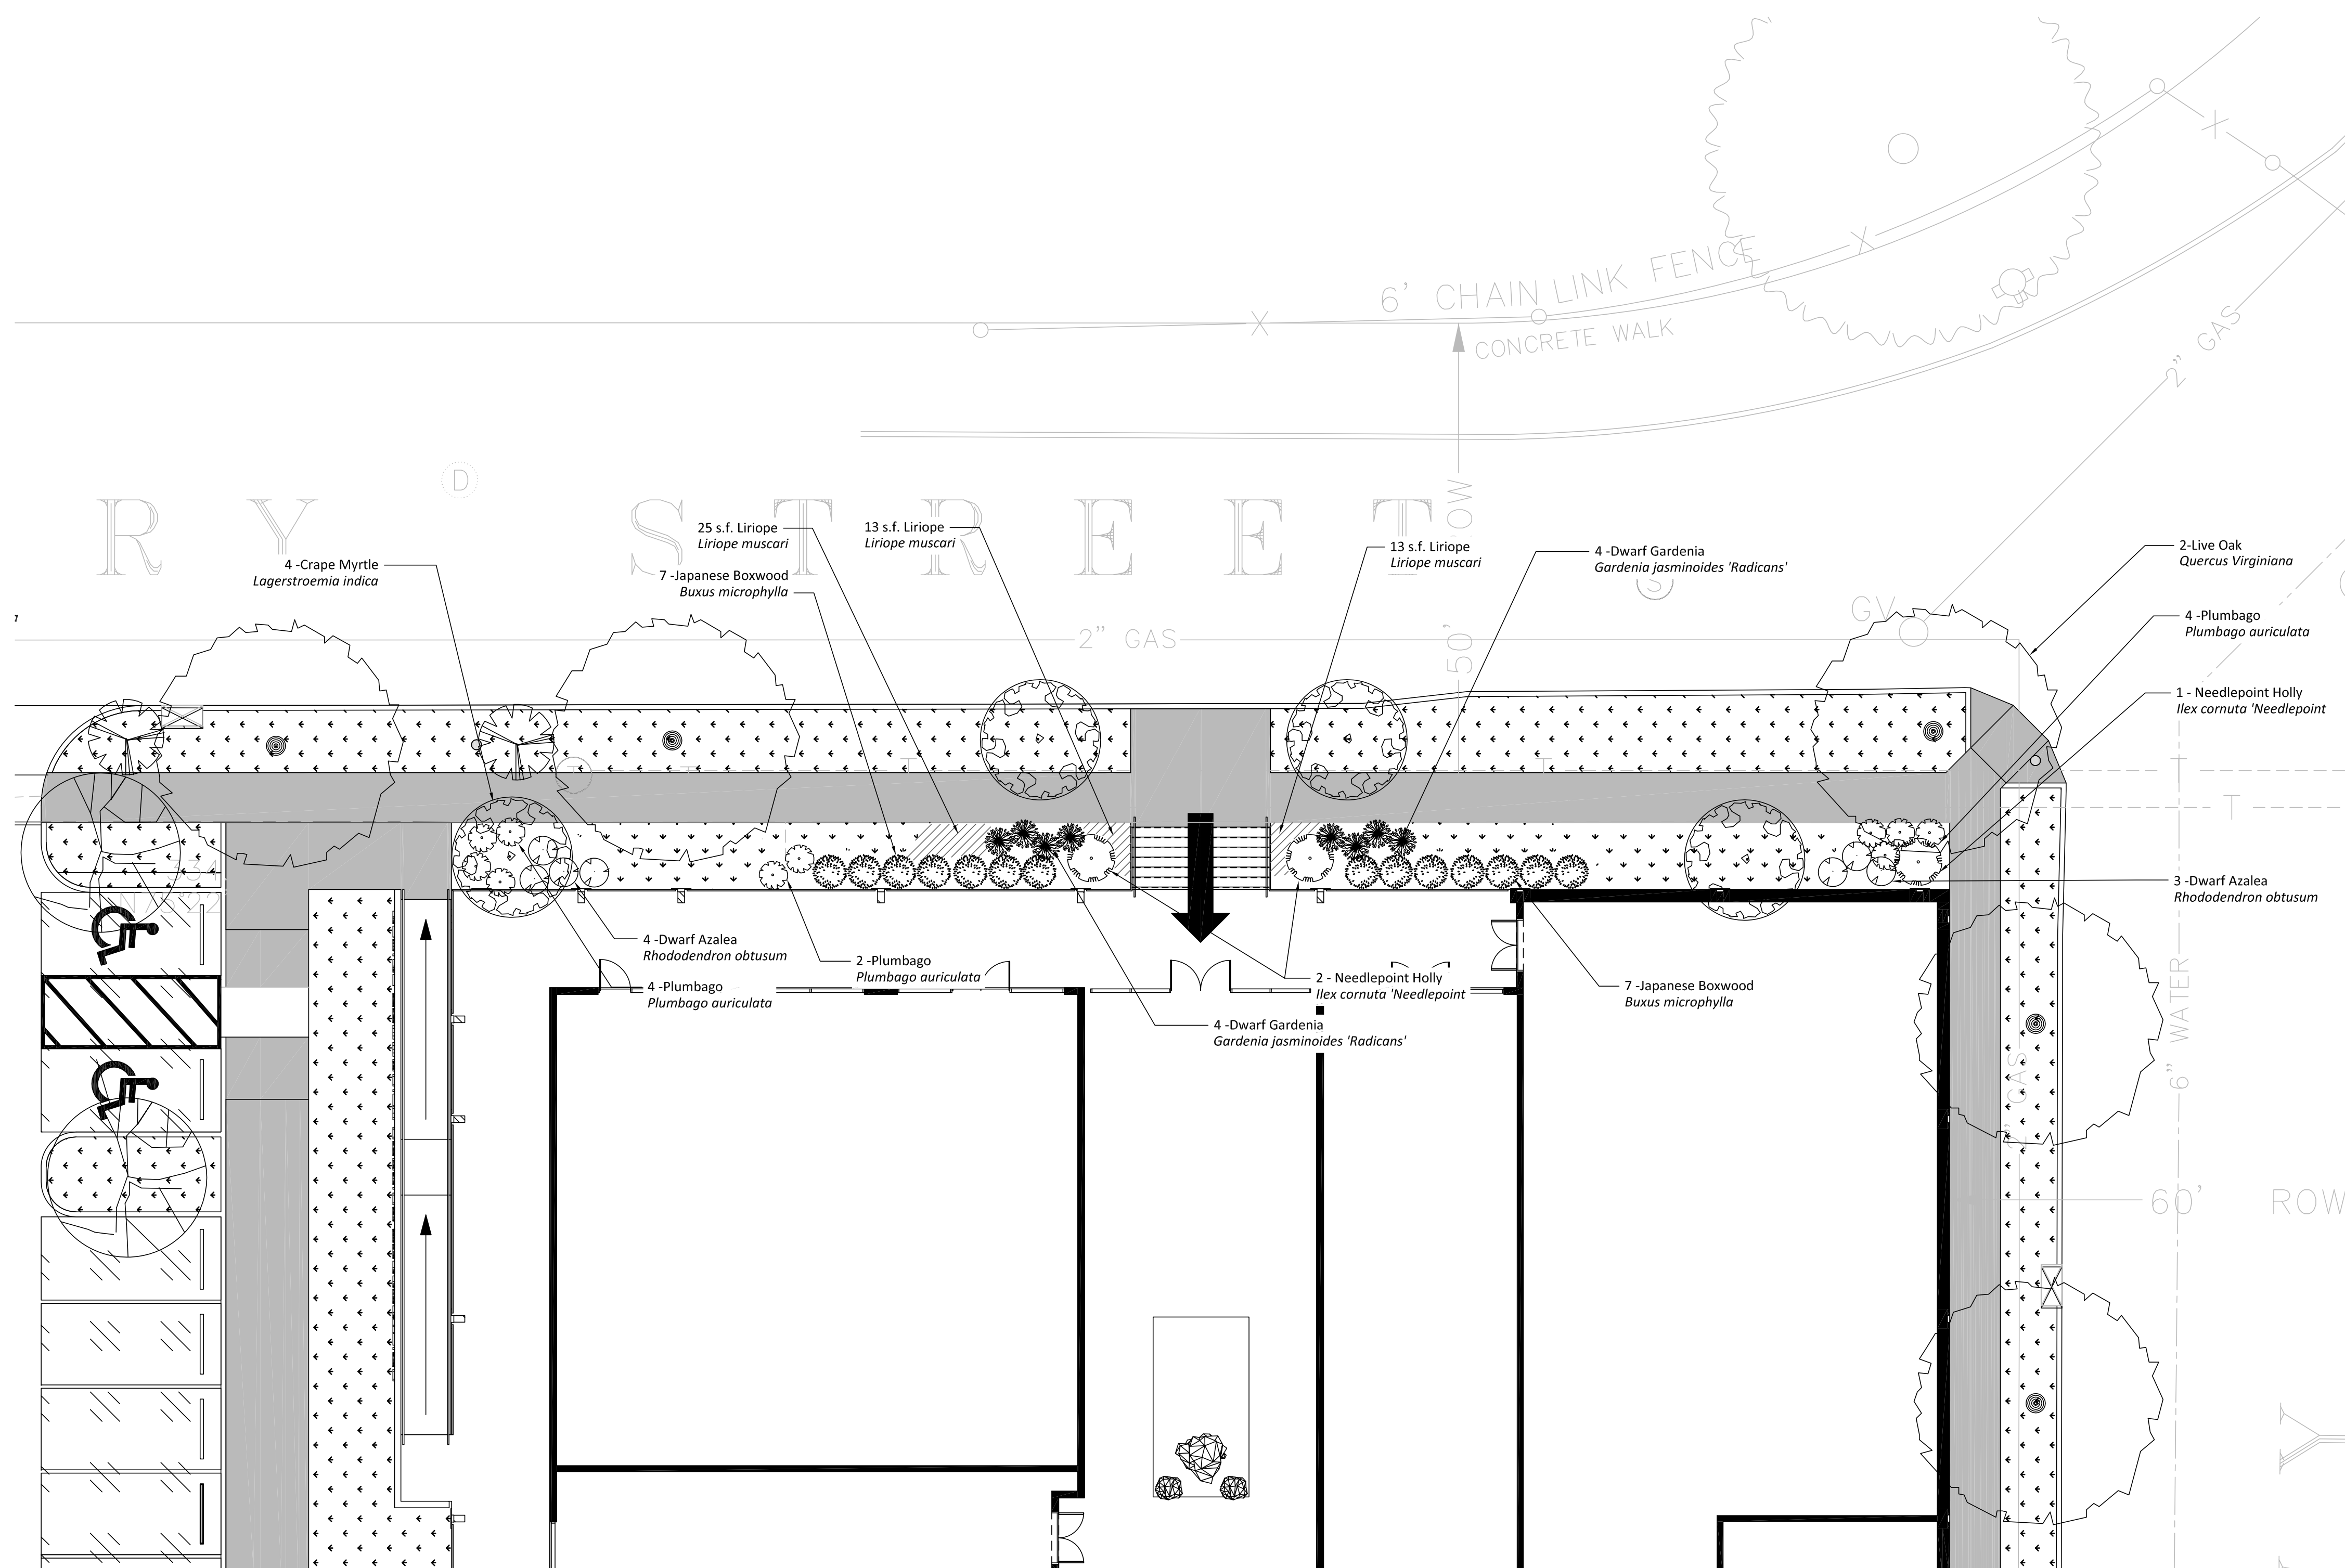 6' CHAIN LINK FENCE
CONCRETE WALK
2" GAS
D
R Y STREET
50' ROW
25 s.f. Liriope
Liriope muscari
13 s.f. Liriope
Liriope muscari
4 -Crape Myrtle
Lagerstroemia indica
7 -Japanese Boxwood
Buxus microphylla
13 s.f. Liriope
Liriope muscari
4 -Dwarf Gardenia
Gardenia jasminoides 'Radicans'
S
2-Live Oak
Quercus Virginiana
4 -Plumbago
Plumbago auriculata
1 - Needlepoint Holly
Ilex cornuta 'Needlepoint
GV
2" GAS
a
T
T
T
T
T
3-Dwarf Azalea
Rhododendron obtusum
4 -Dwarf Azalea
Rhododendron obtusum
2 -Plumbago
Plumbago auriculata
4 -Plumbago
Plumbago auriculata
2 - Needlepoint Holly
Ilex cornuta 'Needlepoint
7 -Japanese Boxwood
Buxus microphylla
4 -Dwarf Gardenia
Gardenia jasminoides 'Radicans'
6" WATER
2" GAS
60' ROW
Y